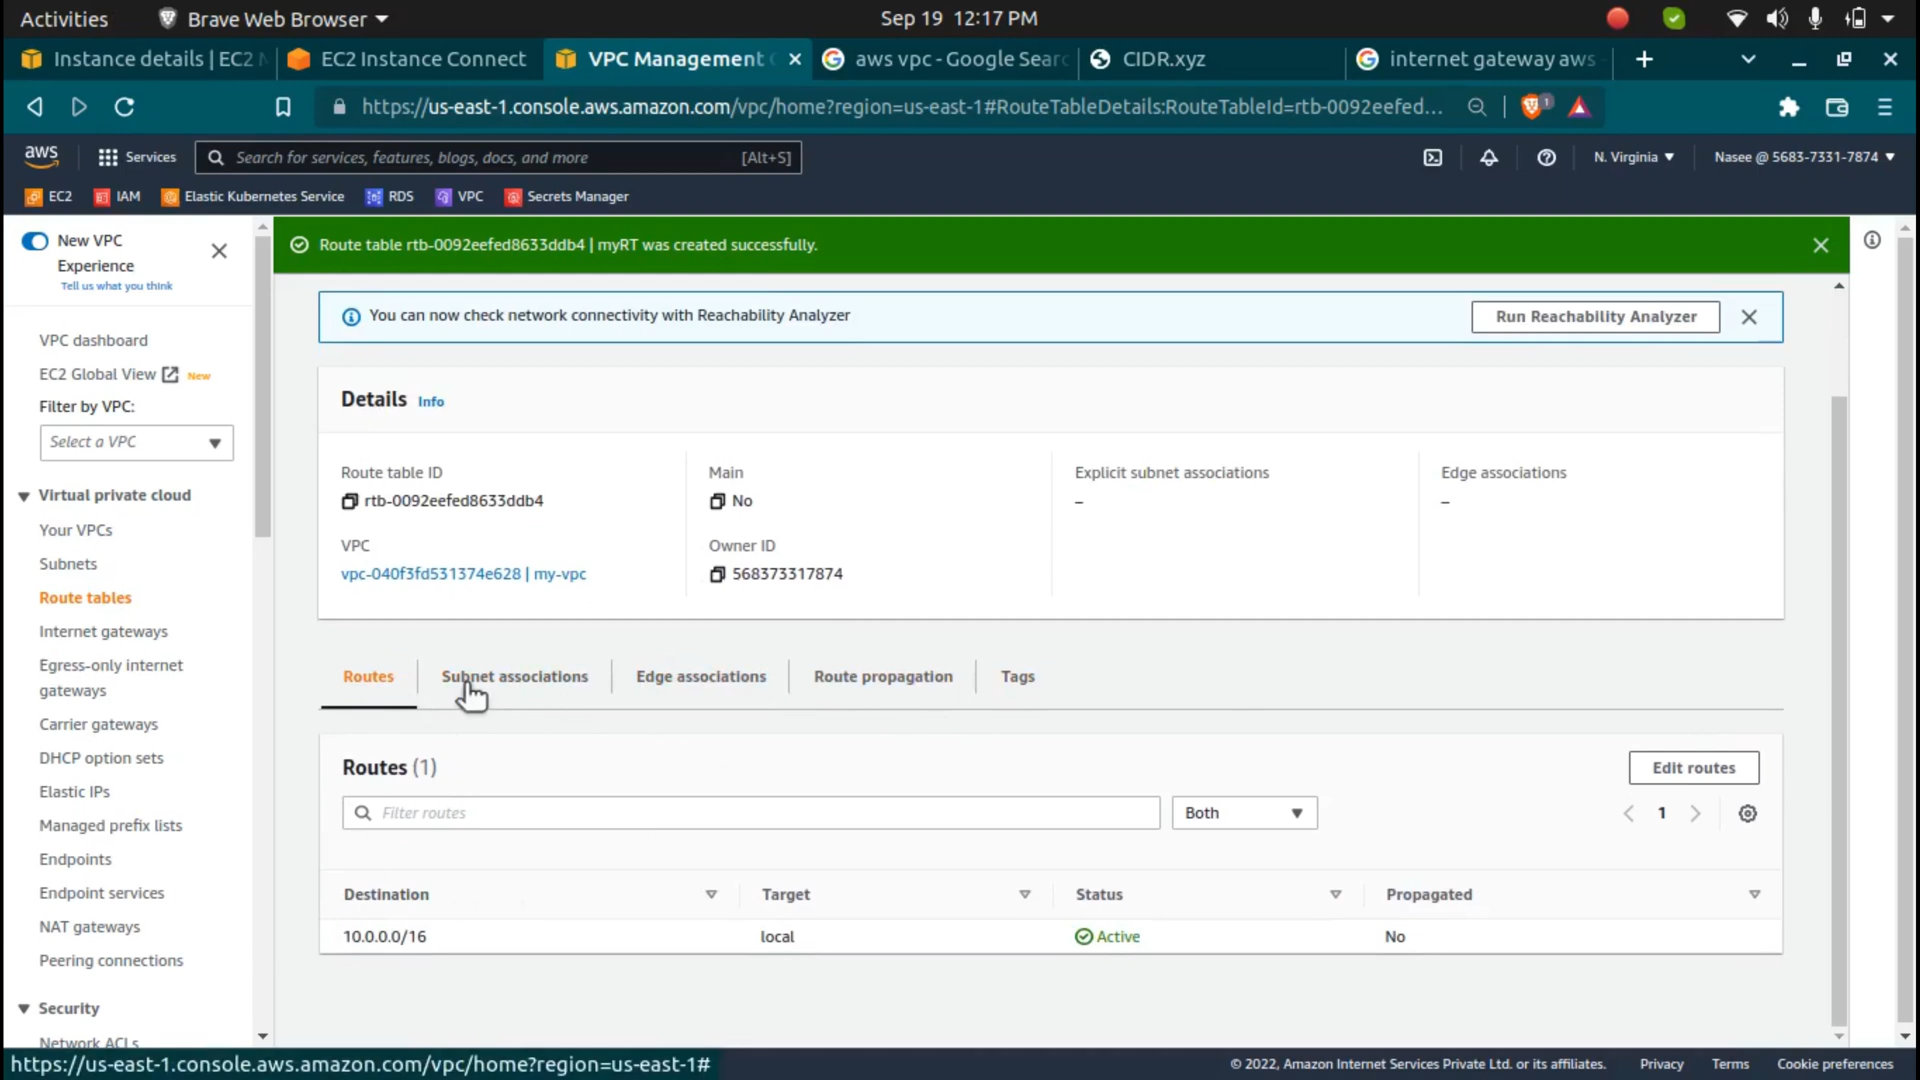 Activities
Brave Web Browser
Sep 19 12:17 PM
Instance details | EC2
EC2 Instance Connect
VPC Management
aws vpc - Google Sear
CIDR.xyz
internet gateway aws
https://us-east-1.console.aws.amazon.com/vpc/home?region=us-east-1#RouteTableDetails:RouteTableId=rtb-0092eefed...
1
aws
Services
Search for services, features, blogs, docs, and more
[Alt+S]
N. Virginia
Nasee @ 5683-7331-7874
EC2
IAM
Elastic Kubernetes Service
RDS
VPC
Secrets Manager
New VPC
Experience
Tell us what you think
Route table rtb-0092eefed8633ddb4 | myRT was created successfully.
You can now check network connectivity with Reachability Analyzer
Run Reachability Analyzer
VPC dashboard
EC2 Global View
New
Filter by VPC:
Select a VPC
Virtual private cloud
Your VPCs
Subnets
Route tables
Internet gateways
Egress-only internet
gateways
Carrier gateways
DHCP option sets
Elastic IPs
Managed prefix lists
Endpoints
Endpoint services
NAT gateways
Peering connections
Security
Network ACLs
Details
Info
Route table ID
rtb-0092eefed8633ddb4
Main
No
Explicit subnet associations
–
Edge associations
–
VPC
vpc-040f3fd531374e628 | my-vpc
Owner ID
568373317874
Routes
Subnet associations
Edge associations
Route propagation
Tags
Routes (1)
Edit routes
Filter routes
Both
1
Destination
Target
Status
Propagated
10.0.0.0/16
local
Active
No
https://us-east-1.console.aws.amazon.com/vpc/home?region=us-east-1#
© 2022, Amazon Internet Services Private Ltd. or its affiliates.
Privacy
Terms
Cookie preferences